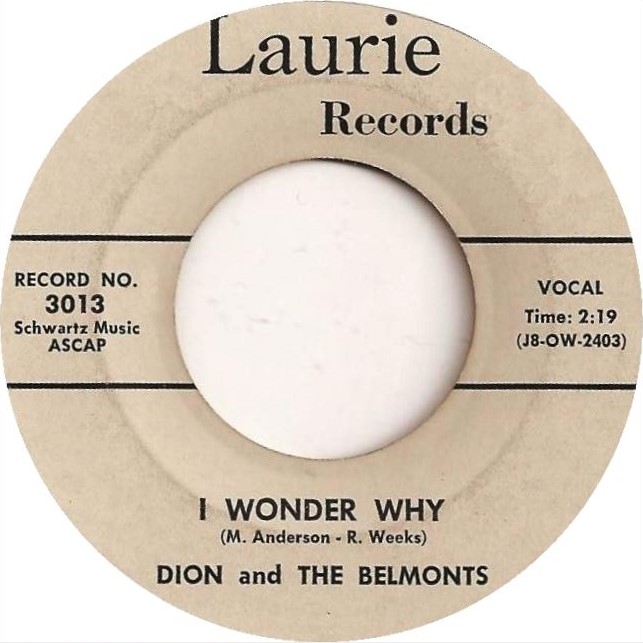 Laurie
Records
RECORD NO.
3013
Schwartz Music
ASCAP
VOCAL
Time: 2:19
(J8-OW-2403)
I WONDER WHY
(M. Anderson - R. Weeks)
DION and THE BELMONTS